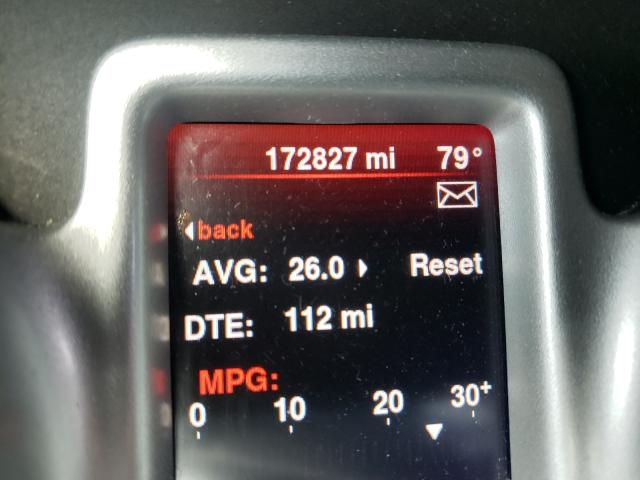 172827 mi 79°
back
AVG: 26.0 Reset
DTE: 112 mi
MPG:
0 10 20 30+